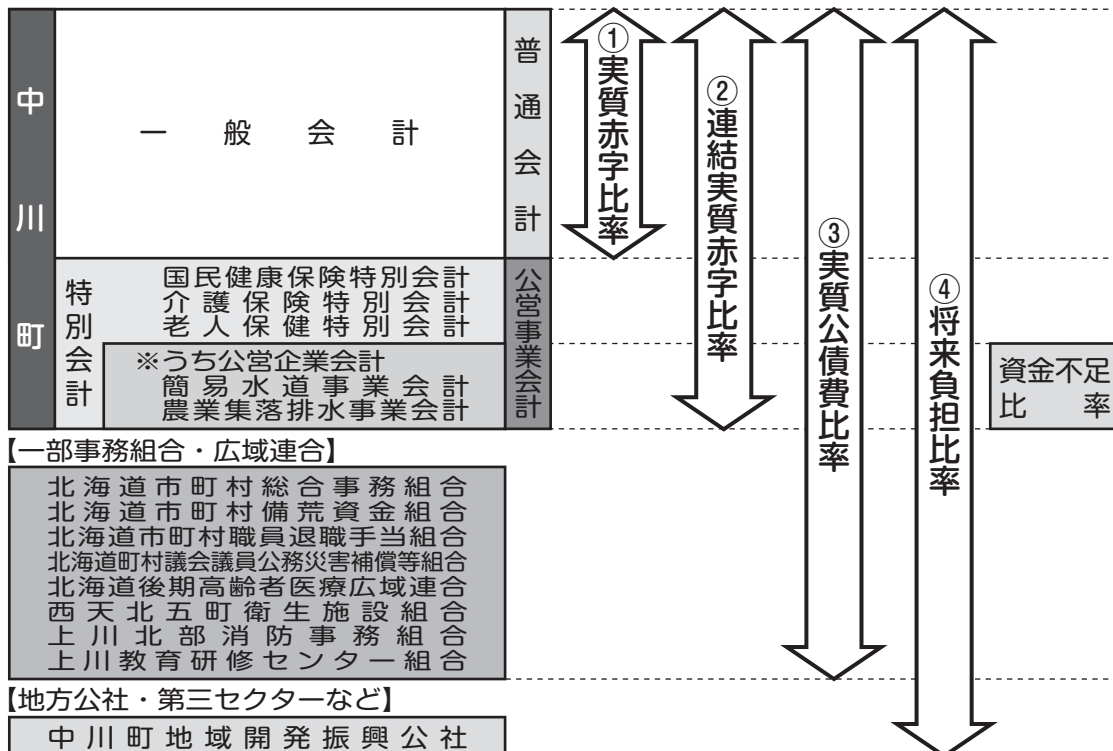 中川町
一般会計
普通会計
特別会計
国民健康保険特別会計
介護保険特別会計
老人保健特別会計
※うち公営企業会計
簡易水道事業会計
農業集落排水事業会計
公営事業会計
①実質赤字比率
②連結実質赤字比率
③実質公債費比率
④将来負担比率
資金不足
比率
【一部事務組合・広域連合】
北海道市町村総合事務組合
北海道市町村備荒資金組合
北海道市町村職員退職手当組合
北海道町村議会議員公務災害補償等組合
北海道後期高齢者医療広域連合
西天北五町衛生施設組合
上川北部消防事務組合
上川教育研修センター組合
【地方公社・第三セクターなど】
中川町地域開発振興公社